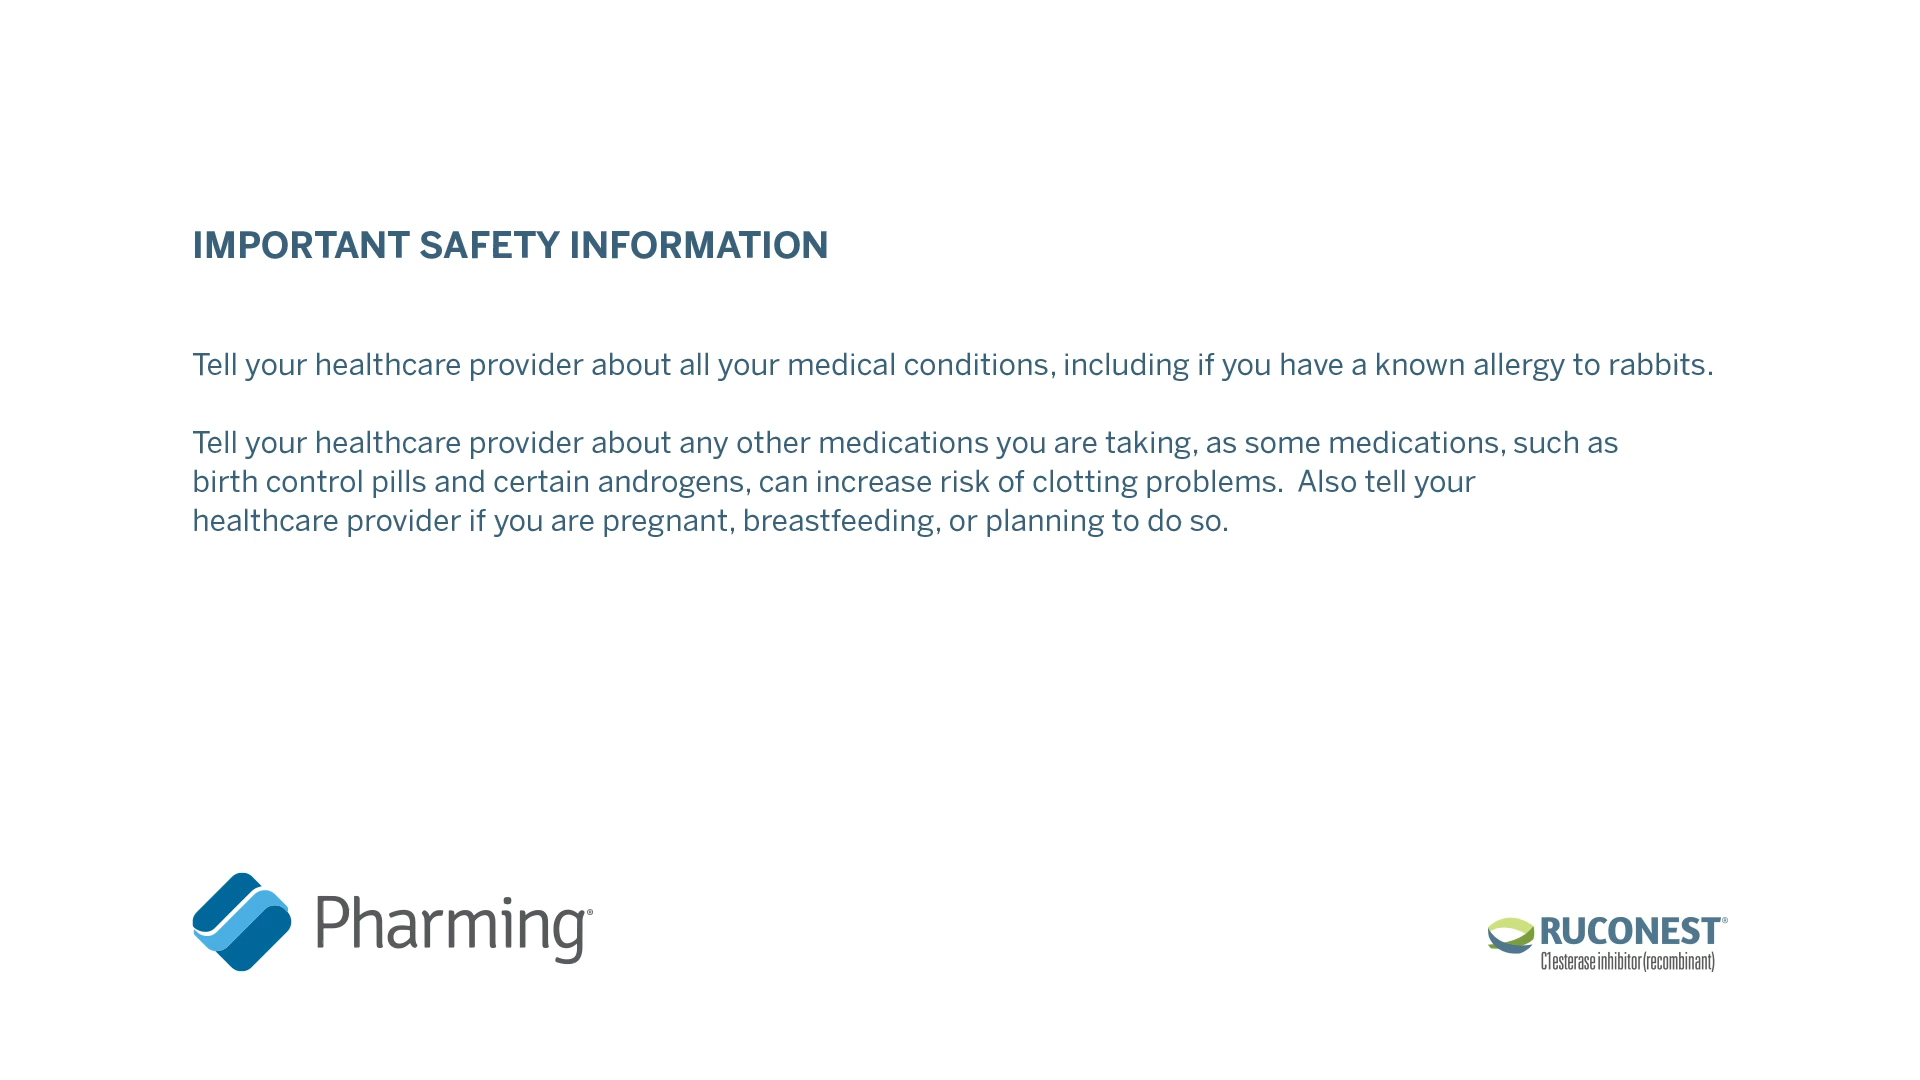 IMPORTANT SAFETY INFORMATION
Tell your healthcare provider about all your medical conditions, including if you have a known allergy to rabbits.
Tell your healthcare provider about any other medications you are taking, as some medications, such as
birth control pills and certain androgens, can increase risk of clotting problems.  Also tell your
healthcare provider if you are pregnant, breastfeeding, or planning to do so.
Pharming®
RUCONEST®
C1 esterase inhibitor (recombinant)